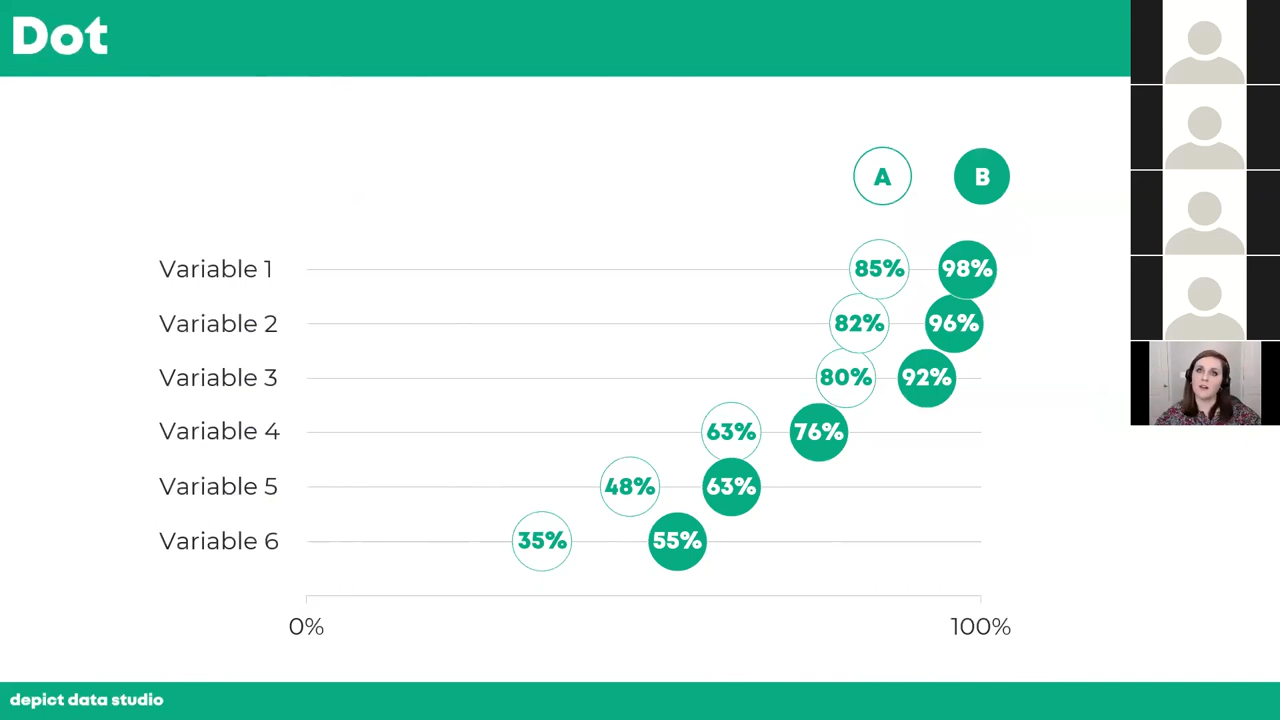 Dot
A B
Variable 1 85% 98%
Variable 2 82% 96%
Variable 3 80% 92%
Variable 4 63% 76%
Variable 5 48% 63%
Variable 6 35% 55%
0% 100%
depict data studio